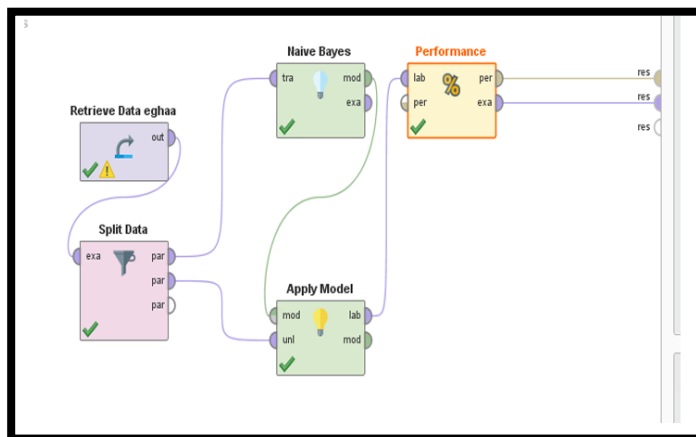 Naive Bayes
tra
mod
exa
Performance
lab
per
%
per
exa
res
res
res
Retrieve Data eghaa
out
Split Data
exa
par
par
par
Apply Model
mod
lab
unl
mod